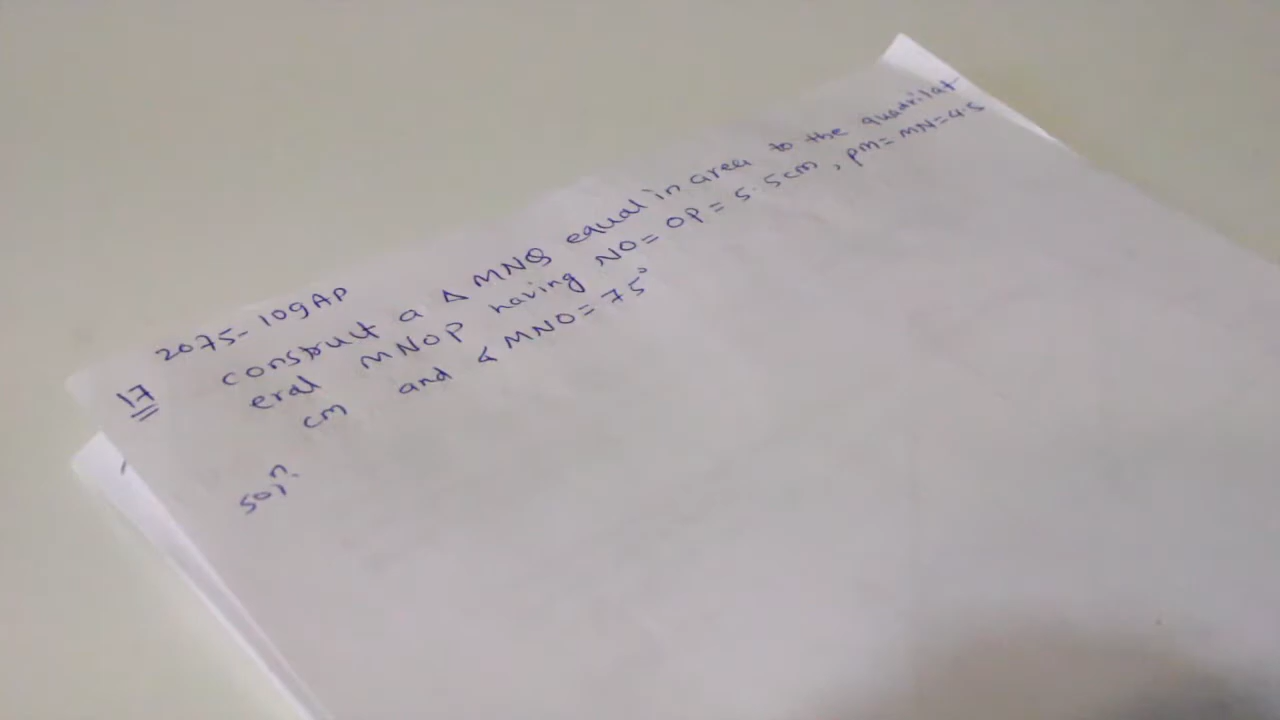 17 2075-109AP
construct a Δ MNQ equal in area to the quadrilat
eral MNOP having NO = OP = 5.5cm, PM = MN = 4.5
cm and ∠MNO = 75°
Solⁿ.